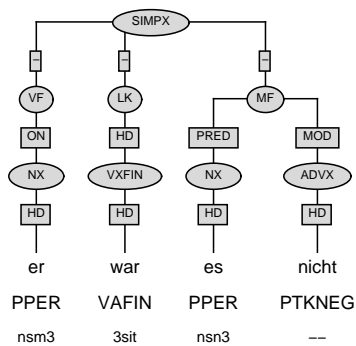 SIMPX
– – –
VF LK MF
ON HD PRED MOD
NX VXFIN NX ADVX
HD HD HD HD
er war es nicht
PPER VAFIN PPER PTKNEG
nsm3 3sit nsn3 --